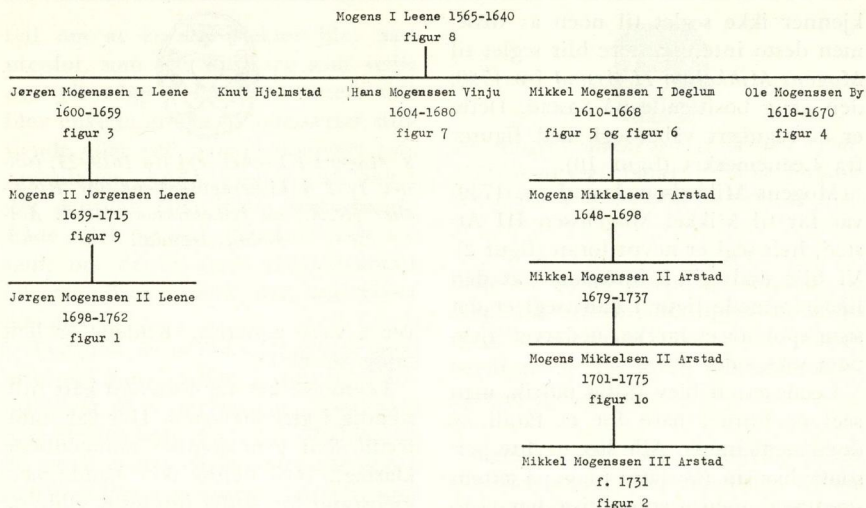 Mogens I Leene 1565-1640
figur 8
Jørgen Mogenssen I Leene Knut Hjelmstad Hans Mogenssen Vinju Mikkel Mogenssen I Deglum Ole Mogenssen By
1600-1659 1604-1680 1610-1668 1618-1670
figur 3 figur 7 figur 5 og figur 6 figur 4
Mogens II Jørgensen Leene Mogens Mikkelsen I Arstad
1639-1715 1648-1698
figur 9
Jørgen Mogenssen II Leene Mikkel Mogenssen II Arstad
1698-1762 1679-1737
figur 1
Mogens Mikkelsen II Arstad
1701-1775
figur 10
Mikkel Mogenssen III Arstad
f. 1731
figur 2